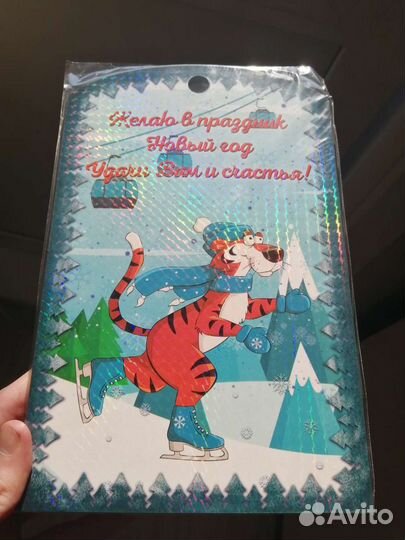 Желаю в праздник
Новый год
Удачи Вам и счастья!
Avito